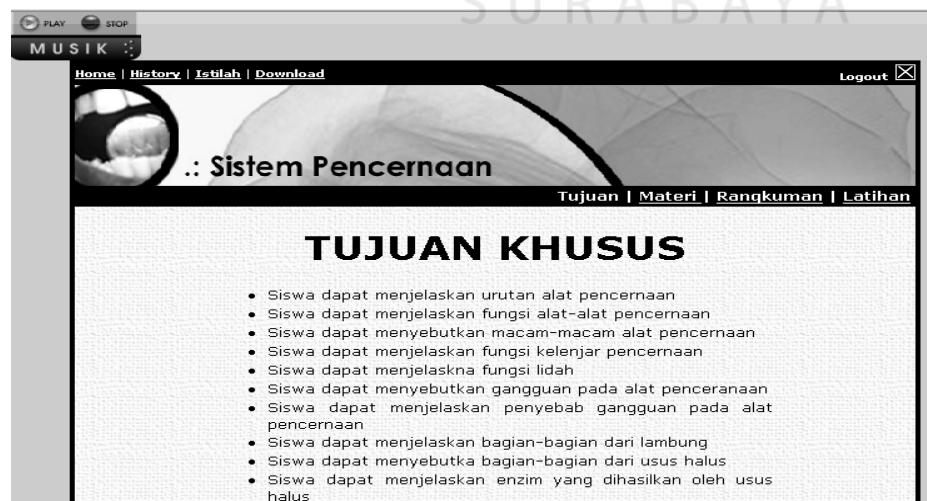 SURABAYA
PLAY STOP
MUSIK
Home | History | Istilah | Download
Logout
.: Sistem Pencernaan
Tujuan | Materi | Rangkuman | Latihan
TUJUAN KHUSUS
• Siswa dapat menjelaskan urutan alat pencernaan
• Siswa dapat menjelaskan fungsi alat-alat pencernaan
• Siswa dapat menyebutkan macam-macam alat pencernaan
• Siswa dapat menjelaskan fungsi kelenjar pencernaan
• Siswa dapat menjelaskna fungsi lidah
• Siswa dapat menyebutkan gangguan pada alat penceranaan
• Siswa dapat menjelaskan penyebab gangguan pada alat
pencernaan
• Siswa dapat menjelaskan bagian-bagian dari lambung
• Siswa dapat menyebutka bagian-bagian dari usus halus
• Siswa dapat menjelaskan enzim yang dihasilkan oleh usus
halus